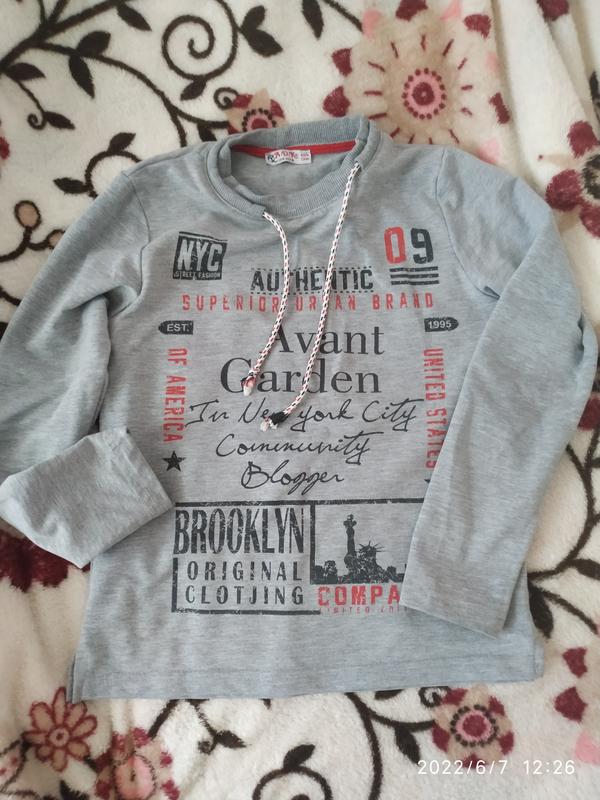 NYC
STREET FASHION
09
AUTHENTIC
SUPERIOR URBAN BRAND
EST.
1995
OF AMERICA
UNITED STATES
Avant
Garden
In New york City
Community
Blogger
BROOKLYN
ORIGINAL
CLOTJING
COMPA
2022/6/7 12:26